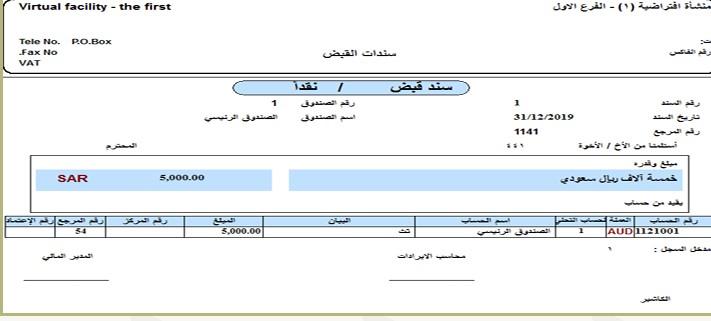 Virtual facility - the first
منشأة افتراضية (١) - الفرع الاول
Tele No. P.O.Box
.Fax No
رقم الفاكس
VAT
سندات القبض
سند قبض / نقدا
رقم السند 1 رقم الصندوق 1
تاريخ السند 31/12/2019 اسم الصندوق الصندوق الرئيسي
رقم المرجع 1141
أستلمنا من الأخ / الأخوة ٤٤١ المحترم
مبلغ وقدره
خمسة آلاف ريال سعودي 5,000.00 SAR
يقيد من حساب
رقم الحساب العملة لحساب التحلي اسم الحساب البيان المبلغ رقم المركز رقم المرجع رقم الإعتماد
1121001 AUD 1 الصندوق الرئيسي تث 5,000.00 54
مدخل السجل : ١ محاسب الايرادات المدير المالي
الكاشير